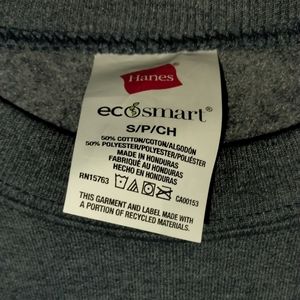 Hanes
ecosmart®
S/P/CH
50% COTTON/COTON/ALGODÓN
50% POLYESTER/POLYESTER/POLIÉSTER
MADE IN HONDURAS
FABRIQUÉ AU HONDURAS
HECHO EN HONDURAS
RN15763 CA00153
THIS GARMENT AND LABEL MADE WITH
A PORTION OF RECYCLED MATERIALS.